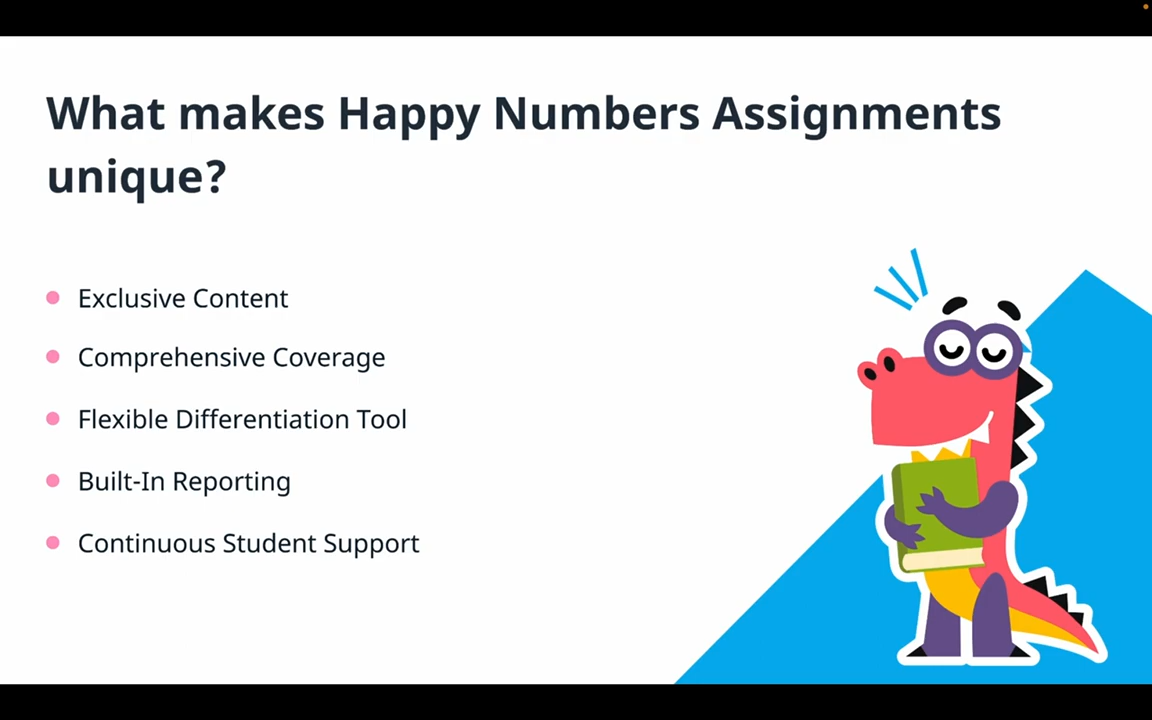 What makes Happy Numbers Assignments
unique?
Exclusive Content
Comprehensive Coverage
Flexible Differentiation Tool
Built-In Reporting
Continuous Student Support